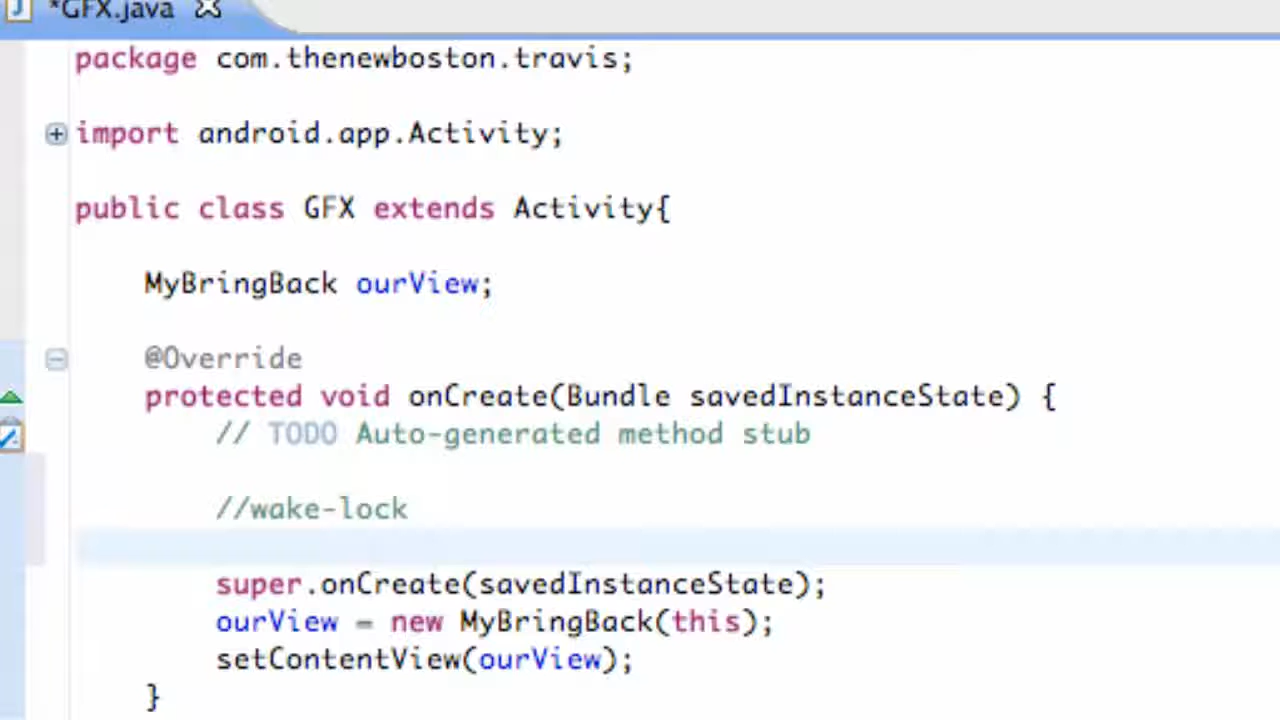 *GFX.java
package com.thenewboston.travis;
import android.app.Activity;
public class GFX extends Activity{
MyBringBack ourView;
@Override
protected void onCreate(Bundle savedInstanceState) {
// TODO Auto-generated method stub
//wake-lock
super.onCreate(savedInstanceState);
ourView = new MyBringBack(this);
setContentView(ourView);
}